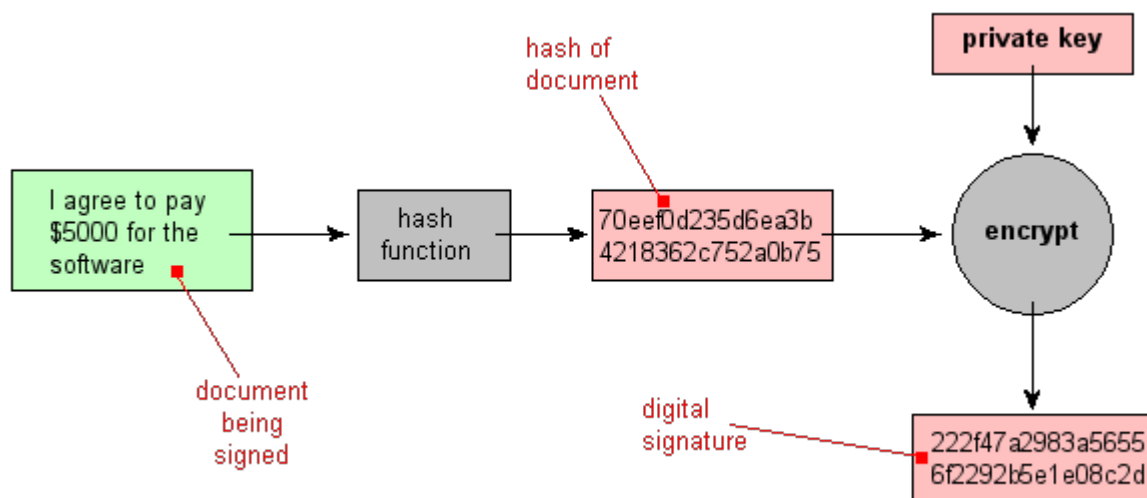 private key
hash of
document
I agree to pay
$5000 for the
software
hash
function
70eef0d235d6ea3b
4218362c752a0b75
encrypt
document
being
signed
digital
signature
222f47a2983a5655
6f2292b5e1e08c2d